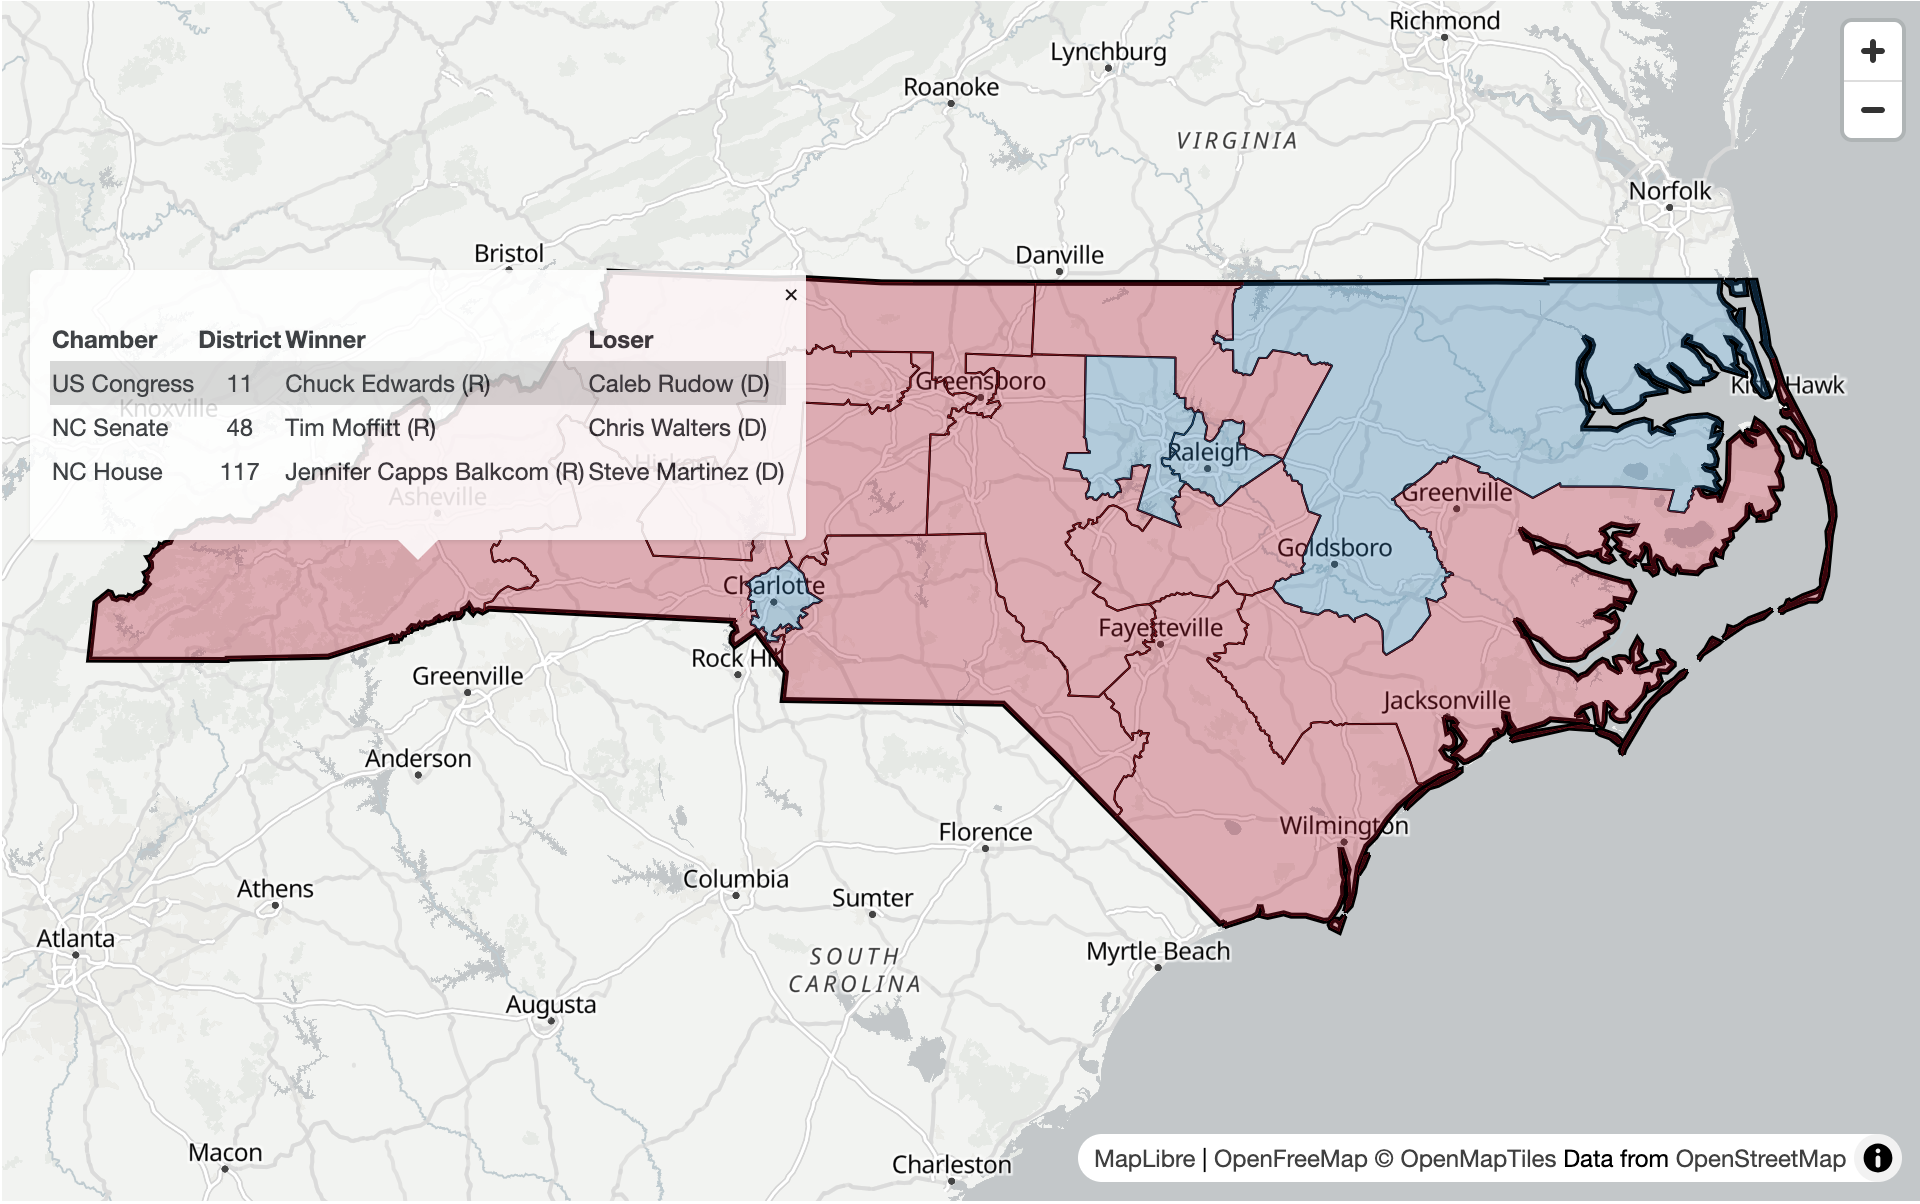 Richmond
Lynchburg
Roanoke
VIRGINIA
Norfolk
Bristol
Danville
×
Chamber District Winner Loser
US Congress 11 Chuck Edwards (R) Caleb Rudow (D)
Knoxville
NC Senate 48 Tim Moffitt (R) Chris Walters (D)
NC House 117 Jennifer Capps Balkcom (R) Steve Martinez (D)
Asheville
Greensboro
Kitty Hawk
Raleigh
Greenville
Goldsboro
Charlotte
Fayetteville
Rock Hill
Greenville
Jacksonville
Anderson
Wilmington
Florence
Columbia
Athens
Sumter
Atlanta
SOUTH
CAROLINA
Myrtle Beach
Augusta
Macon
Charleston
MapLibre | OpenFreeMap © OpenMapTiles Data from OpenStreetMap